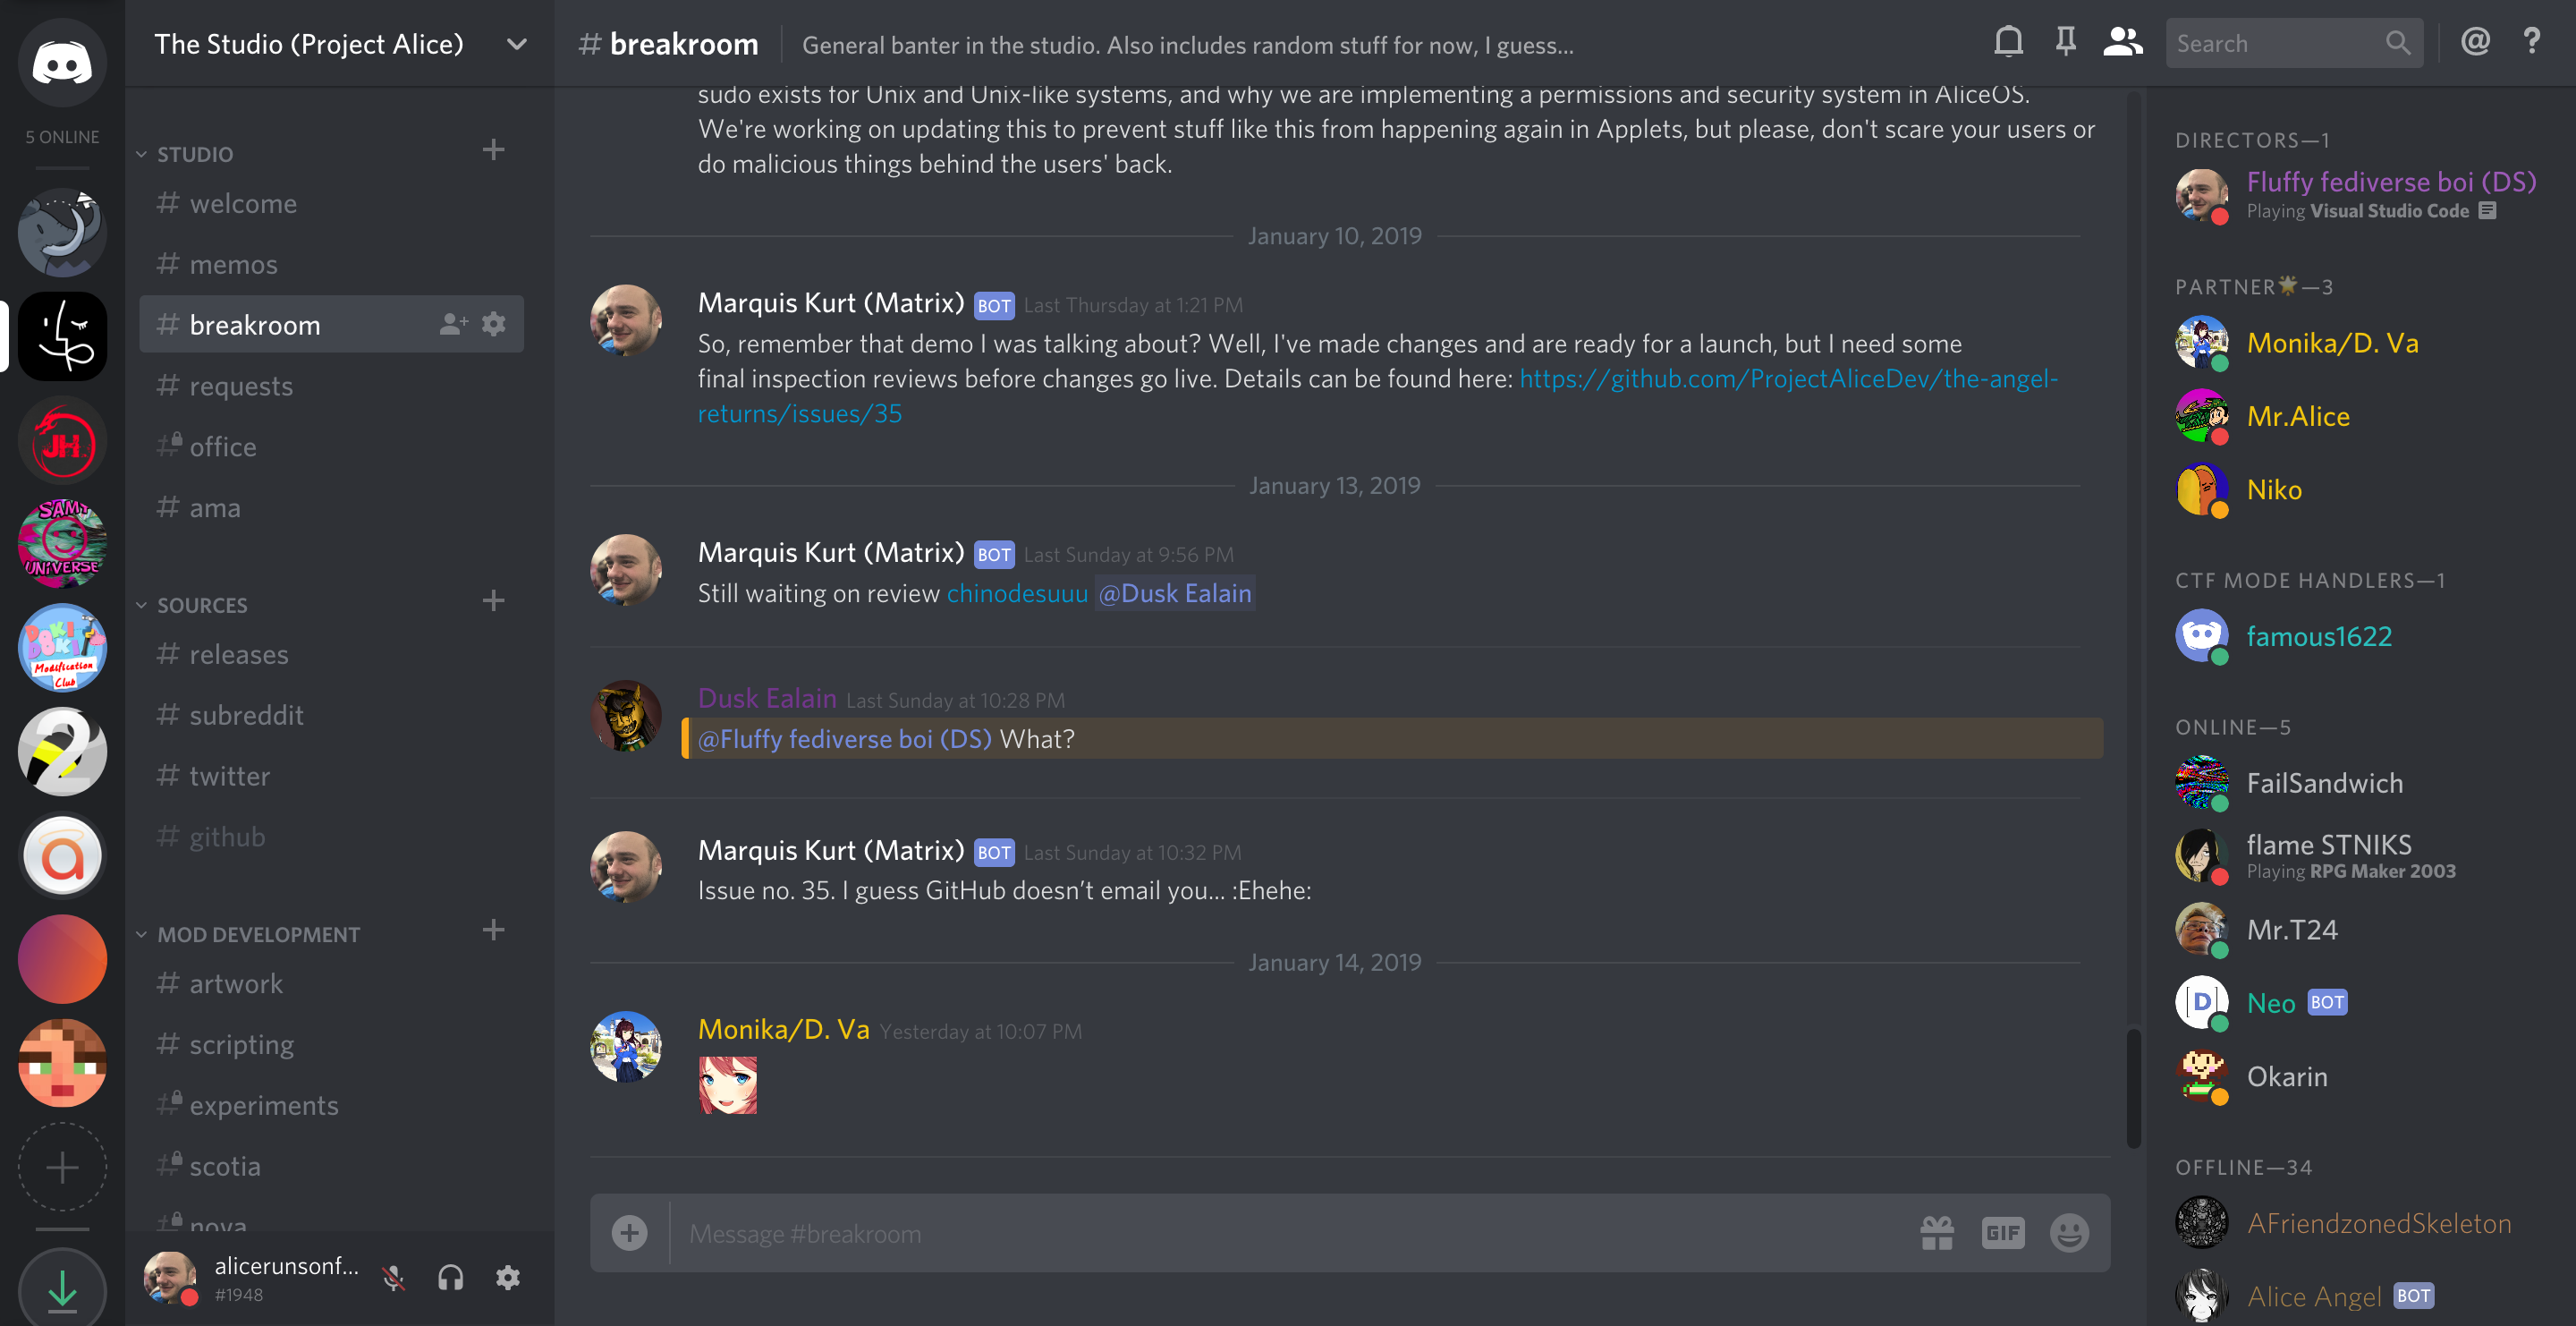 5 ONLINE
JH.
SAMi
UNiVERSE
DOKI
DOKI
Modification
Club
2
a
The Studio (Project Alice)
STUDIO
# welcome
# memos
# breakroom
# requests
# office
# ama
SOURCES
# releases
# subreddit
# twitter
# github
MOD DEVELOPMENT
# artwork
# scripting
# experiments
# scotia
# nova
alicerunsonf...
#1948
# breakroom
General banter in the studio. Also includes random stuff for now, I guess...
Search
@ ?
sudo exists for Unix and Unix-like systems, and why we are implementing a permissions and security system in AliceOS.
We're working on updating this to prevent stuff like this from happening again in Applets, but please, don't scare your users or
do malicious things behind the users' back.
January 10, 2019
Marquis Kurt (Matrix) BOT Last Thursday at 1:21 PM
So, remember that demo I was talking about? Well, I've made changes and are ready for a launch, but I need some
final inspection reviews before changes go live. Details can be found here: https://github.com/ProjectAliceDev/the-angel-
returns/issues/35
January 13, 2019
Marquis Kurt (Matrix) BOT Last Sunday at 9:56 PM
Still waiting on review chinodesuuu @Dusk Ealain
Dusk Ealain Last Sunday at 10:28 PM
@Fluffy fediverse boi (DS) What?
Marquis Kurt (Matrix) BOT Last Sunday at 10:32 PM
Issue no. 35. I guess GitHub doesn’t email you... :Ehehe:
January 14, 2019
Monika/D. Va Yesterday at 10:07 PM
Message #breakroom
GIF
DIRECTORS—1
Fluffy fediverse boi (DS)
Playing Visual Studio Code
PARTNER🌟—3
Monika/D. Va
Mr.Alice
Niko
CTF MODE HANDLERS—1
famous1622
ONLINE—5
FailSandwich
flame STNIKS
Playing RPG Maker 2003
Mr.T24
[D] Neo BOT
Okarin
OFFLINE—34
AFriendzonedSkeleton
Alice Angel BOT